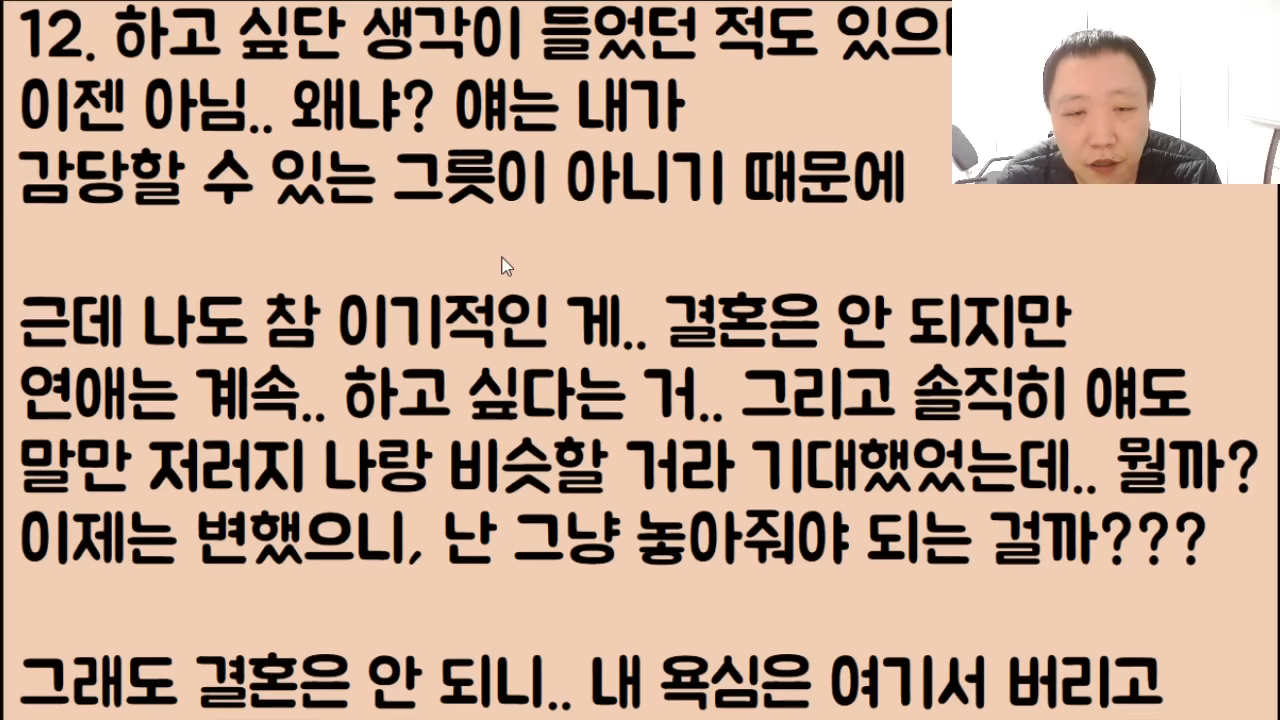 12. 하고 싶단 생각이 들었던 적도 있으
이젠 아님.. 왜냐? 얘는 내가
감당할 수 있는 그릇이 아니기 때문에
근데 나도 참 이기적인 게.. 결혼은 안 되지만
연애는 계속.. 하고 싶다는 거.. 그리고 솔직히 얘도
말만 저러지 나랑 비슷할 거라 기대했었는데.. 뭘까?
이제는 변했으니, 난 그냥 놓아줘야 되는 걸까???
그래도 결혼은 안 되니.. 내 욕심은 여기서 버리고